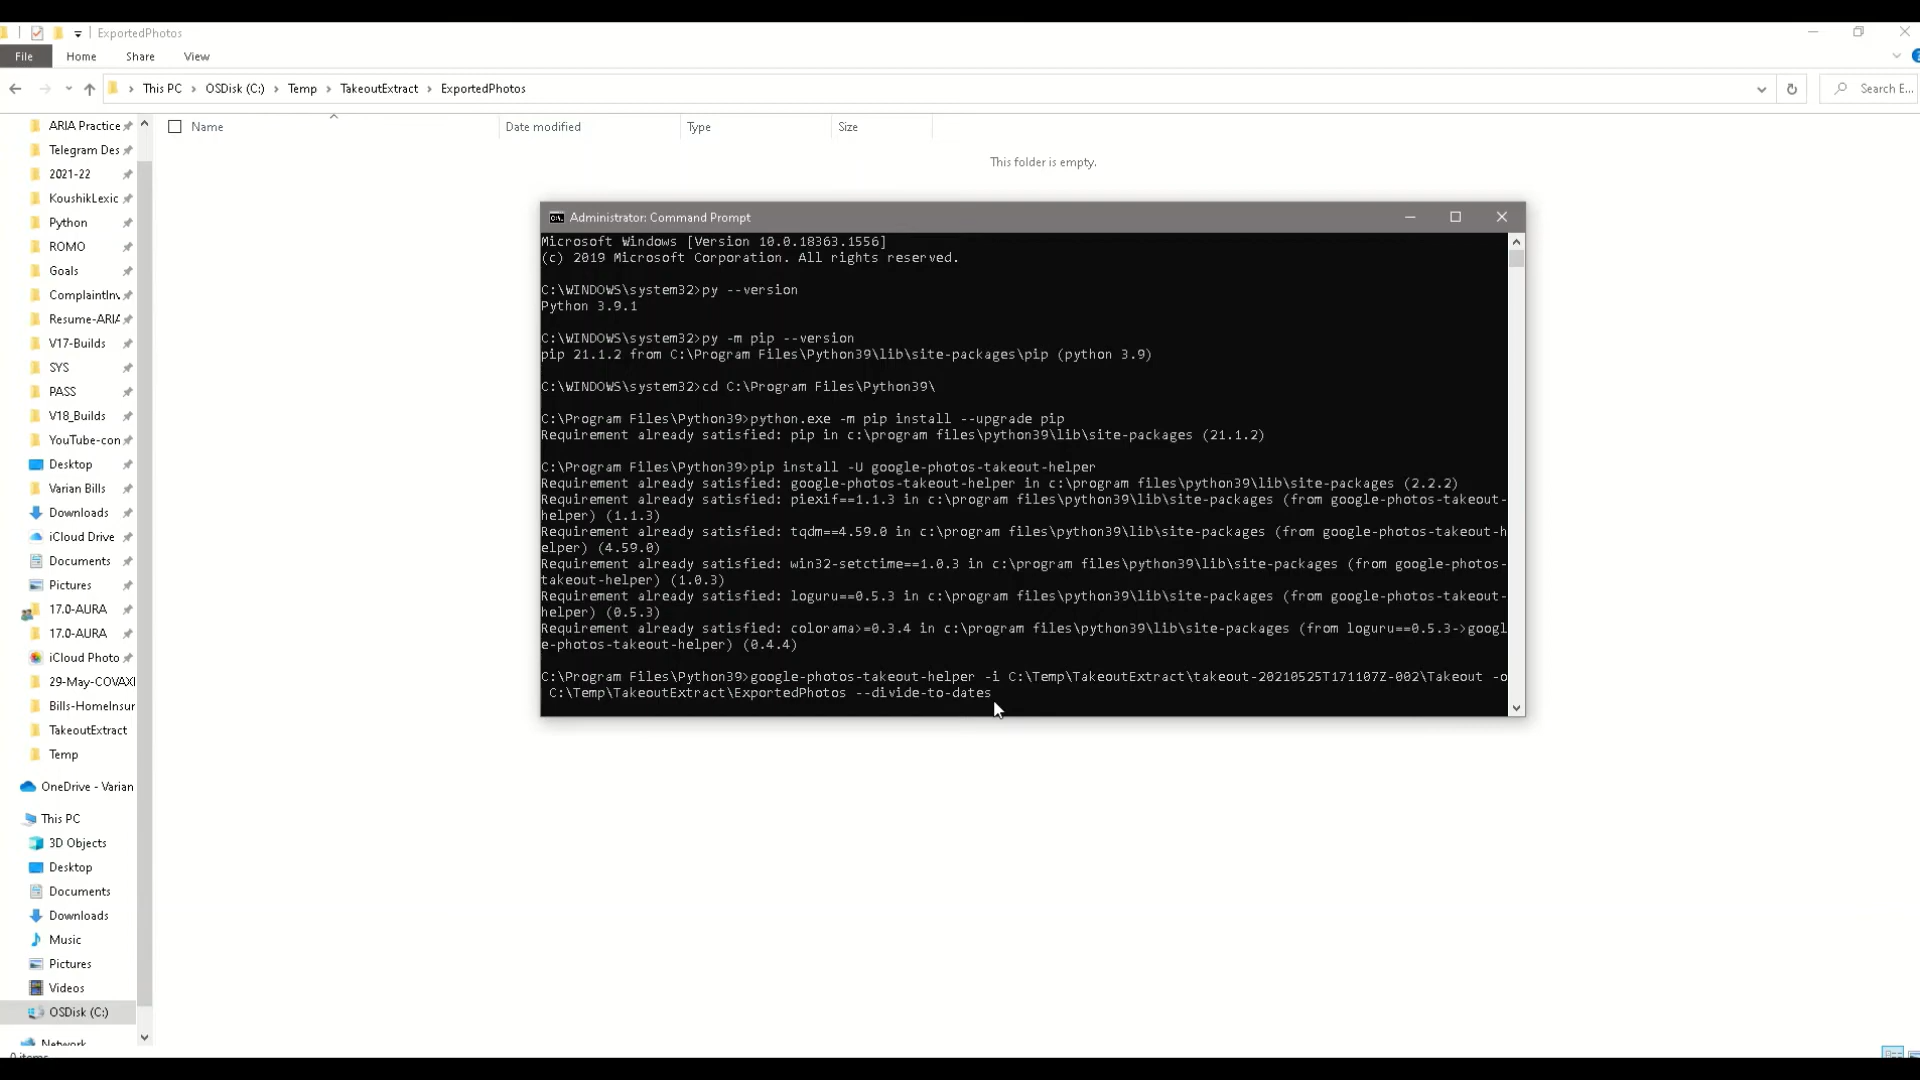 ExportedPhotos
File Home Share View
This PC › OSDisk (C:) › Temp › TakeoutExtract › ExportedPhotos
Search E...
Name Date modified Type Size
This folder is empty.
ARIA Practice
Telegram Des
2021-22
KoushikLexic
Python
ROMO
Goals
ComplaintInv
Resume-ARIA
V17-Builds
SYS
PASS
V18_Builds
YouTube-con
Desktop
Varian Bills
Downloads
iCloud Drive
Documents
Pictures
17.0-AURA
17.0-AURA
iCloud Photo
29-May-COVAXI
Bills-HomeInsur
TakeoutExtract
Temp
OneDrive - Varian
This PC
3D Objects
Desktop
Documents
Downloads
Music
Pictures
Videos
OSDisk (C:)
Network
0 items
Administrator: Command Prompt
Microsoft Windows [Version 10.0.18363.1556]
(c) 2019 Microsoft Corporation. All rights reserved.
C:\WINDOWS\system32>py --version
Python 3.9.1
C:\WINDOWS\system32>py -m pip --version
pip 21.1.2 from C:\Program Files\Python39\lib\site-packages\pip (python 3.9)
C:\WINDOWS\system32>cd C:\Program Files\Python39\
C:\Program Files\Python39>python.exe -m pip install --upgrade pip
Requirement already satisfied: pip in c:\program files\python39\lib\site-packages (21.1.2)
C:\Program Files\Python39>pip install -U google-photos-takeout-helper
Requirement already satisfied: google-photos-takeout-helper in c:\program files\python39\lib\site-packages (2.2.2)
Requirement already satisfied: piexif==1.1.3 in c:\program files\python39\lib\site-packages (from google-photos-takeout-
helper) (1.1.3)
Requirement already satisfied: tqdm==4.59.0 in c:\program files\python39\lib\site-packages (from google-photos-takeout-h
elper) (4.59.0)
Requirement already satisfied: win32-setctime==1.0.3 in c:\program files\python39\lib\site-packages (from google-photos-
takeout-helper) (1.0.3)
Requirement already satisfied: loguru==0.5.3 in c:\program files\python39\lib\site-packages (from google-photos-takeout-
helper) (0.5.3)
Requirement already satisfied: colorama>=0.3.4 in c:\program files\python39\lib\site-packages (from loguru==0.5.3->googl
e-photos-takeout-helper) (0.4.4)
C:\Program Files\Python39>google-photos-takeout-helper -i C:\Temp\TakeoutExtract\takeout-20210525T171107Z-002\Takeout -o
C:\Temp\TakeoutExtract\ExportedPhotos --divide-to-dates